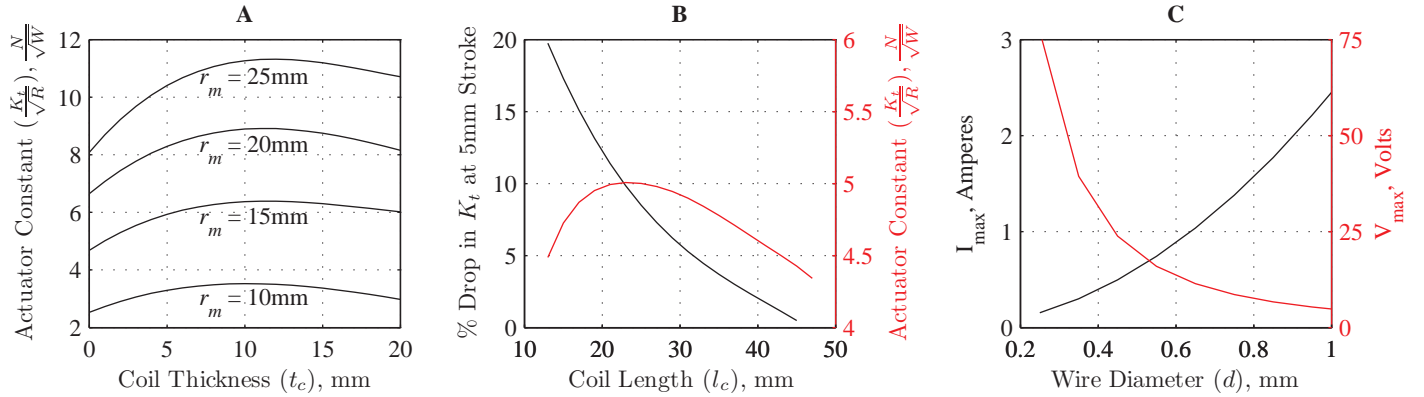 A
Actuator Constant (K_t/√R), N/√W
12
10
8
6
4
2
r_m = 25mm
r_m = 20mm
r_m = 15mm
r_m = 10mm
0 5 10 15 20
Coil Thickness (t_c), mm
B
% Drop in K_t at 5mm Stroke
20
15
10
5
0
10 20 30 40 50
Coil Length (l_c), mm
6
5.5
5
4.5
4
Actuator Constant (K_t/√R), N/√W
C
I_max, Amperes
3
2
1
0
0.2 0.4 0.6 0.8 1
Wire Diameter (d), mm
75
50
25
0
V_max, Volts